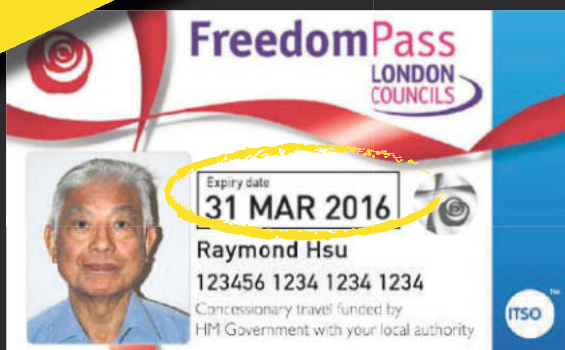 FreedomPass
LONDON
COUNCILS
Expiry date
31 MAR 2016
Raymond Hsu
123456 1234 1234 1234
Concessionary travel funded by
HM Government with your local authority
ITSO
TM